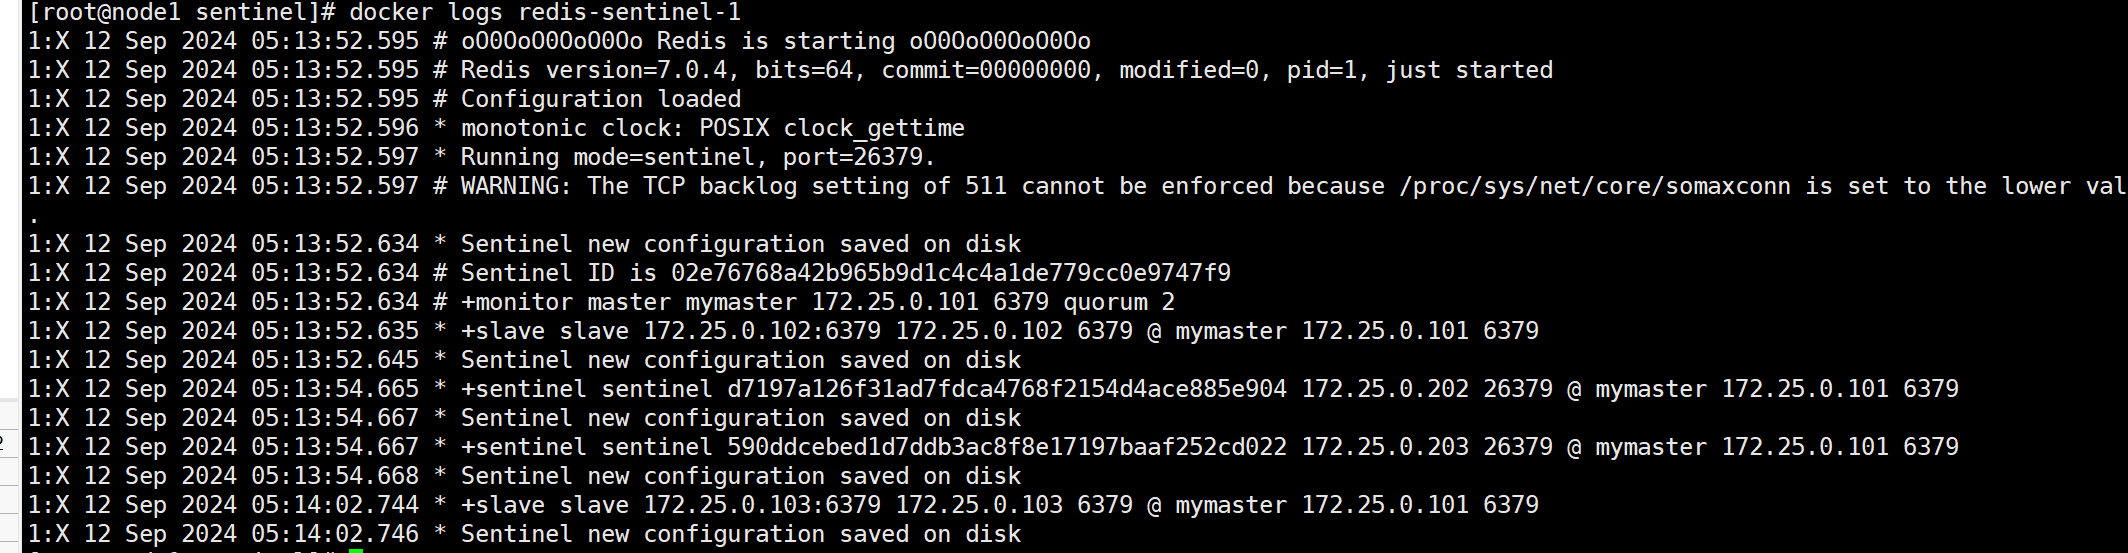 [root@node1 sentinel]# docker logs redis-sentinel-1
1:X 12 Sep 2024 05:13:52.595 # oO0OoO0OoO0Oo Redis is starting oO0OoO0OoO0Oo
1:X 12 Sep 2024 05:13:52.595 # Redis version=7.0.4, bits=64, commit=00000000, modified=0, pid=1, just started
1:X 12 Sep 2024 05:13:52.595 # Configuration loaded
1:X 12 Sep 2024 05:13:52.596 * monotonic clock: POSIX clock_gettime
1:X 12 Sep 2024 05:13:52.597 * Running mode=sentinel, port=26379.
1:X 12 Sep 2024 05:13:52.597 # WARNING: The TCP backlog setting of 511 cannot be enforced because /proc/sys/net/core/somaxconn is set to the lower val
.
1:X 12 Sep 2024 05:13:52.634 * Sentinel new configuration saved on disk
1:X 12 Sep 2024 05:13:52.634 # Sentinel ID is 02e76768a42b965b9d1c4c4a1de779cc0e9747f9
1:X 12 Sep 2024 05:13:52.634 # +monitor master mymaster 172.25.0.101 6379 quorum 2
1:X 12 Sep 2024 05:13:52.635 * +slave slave 172.25.0.102:6379 172.25.0.102 6379 @ mymaster 172.25.0.101 6379
1:X 12 Sep 2024 05:13:52.645 * Sentinel new configuration saved on disk
1:X 12 Sep 2024 05:13:54.665 * +sentinel sentinel d7197a126f31ad7fdca4768f2154d4ace885e904 172.25.0.202 26379 @ mymaster 172.25.0.101 6379
1:X 12 Sep 2024 05:13:54.667 * Sentinel new configuration saved on disk
1:X 12 Sep 2024 05:13:54.667 * +sentinel sentinel 590ddcebed1d7ddb3ac8f8e17197baaf252cd022 172.25.0.203 26379 @ mymaster 172.25.0.101 6379
1:X 12 Sep 2024 05:13:54.668 * Sentinel new configuration saved on disk
1:X 12 Sep 2024 05:14:02.744 * +slave slave 172.25.0.103:6379 172.25.0.103 6379 @ mymaster 172.25.0.101 6379
1:X 12 Sep 2024 05:14:02.746 * Sentinel new configuration saved on disk